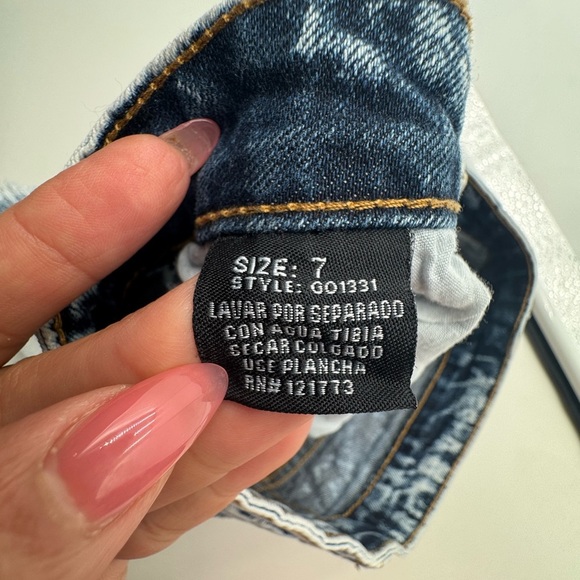 SIZE: 7
STYLE: GO1331
LAVAR POR SEPARADO
CON AGUA TIBIA
SECAR COLGADO
USE PLANCHA
RN# 121773